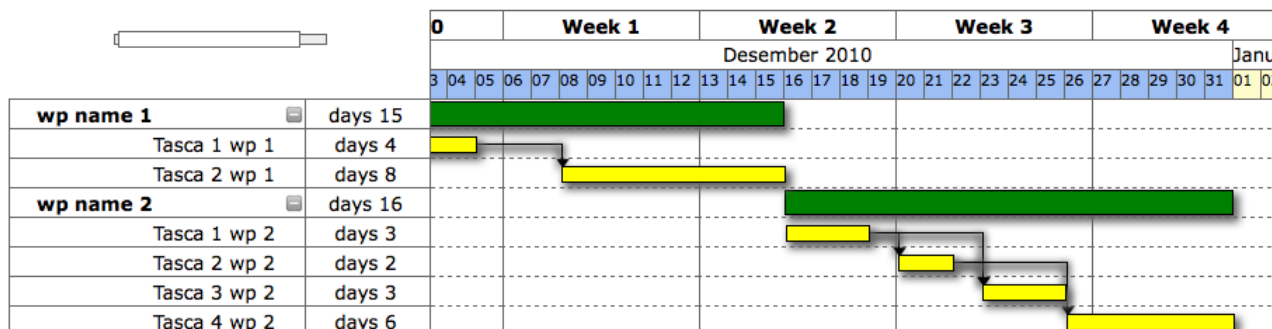 0 Week 1 Week 2 Week 3 Week 4
Desember 2010 Janu
3 04 05 06 07 08 09 10 11 12 13 14 15 16 17 18 19 20 21 22 23 24 25 26 27 28 29 30 31 01 0
wp name 1 days 15
Tasca 1 wp 1 days 4
Tasca 2 wp 1 days 8
wp name 2 days 16
Tasca 1 wp 2 days 3
Tasca 2 wp 2 days 2
Tasca 3 wp 2 days 3
Tasca 4 wp 2 days 6